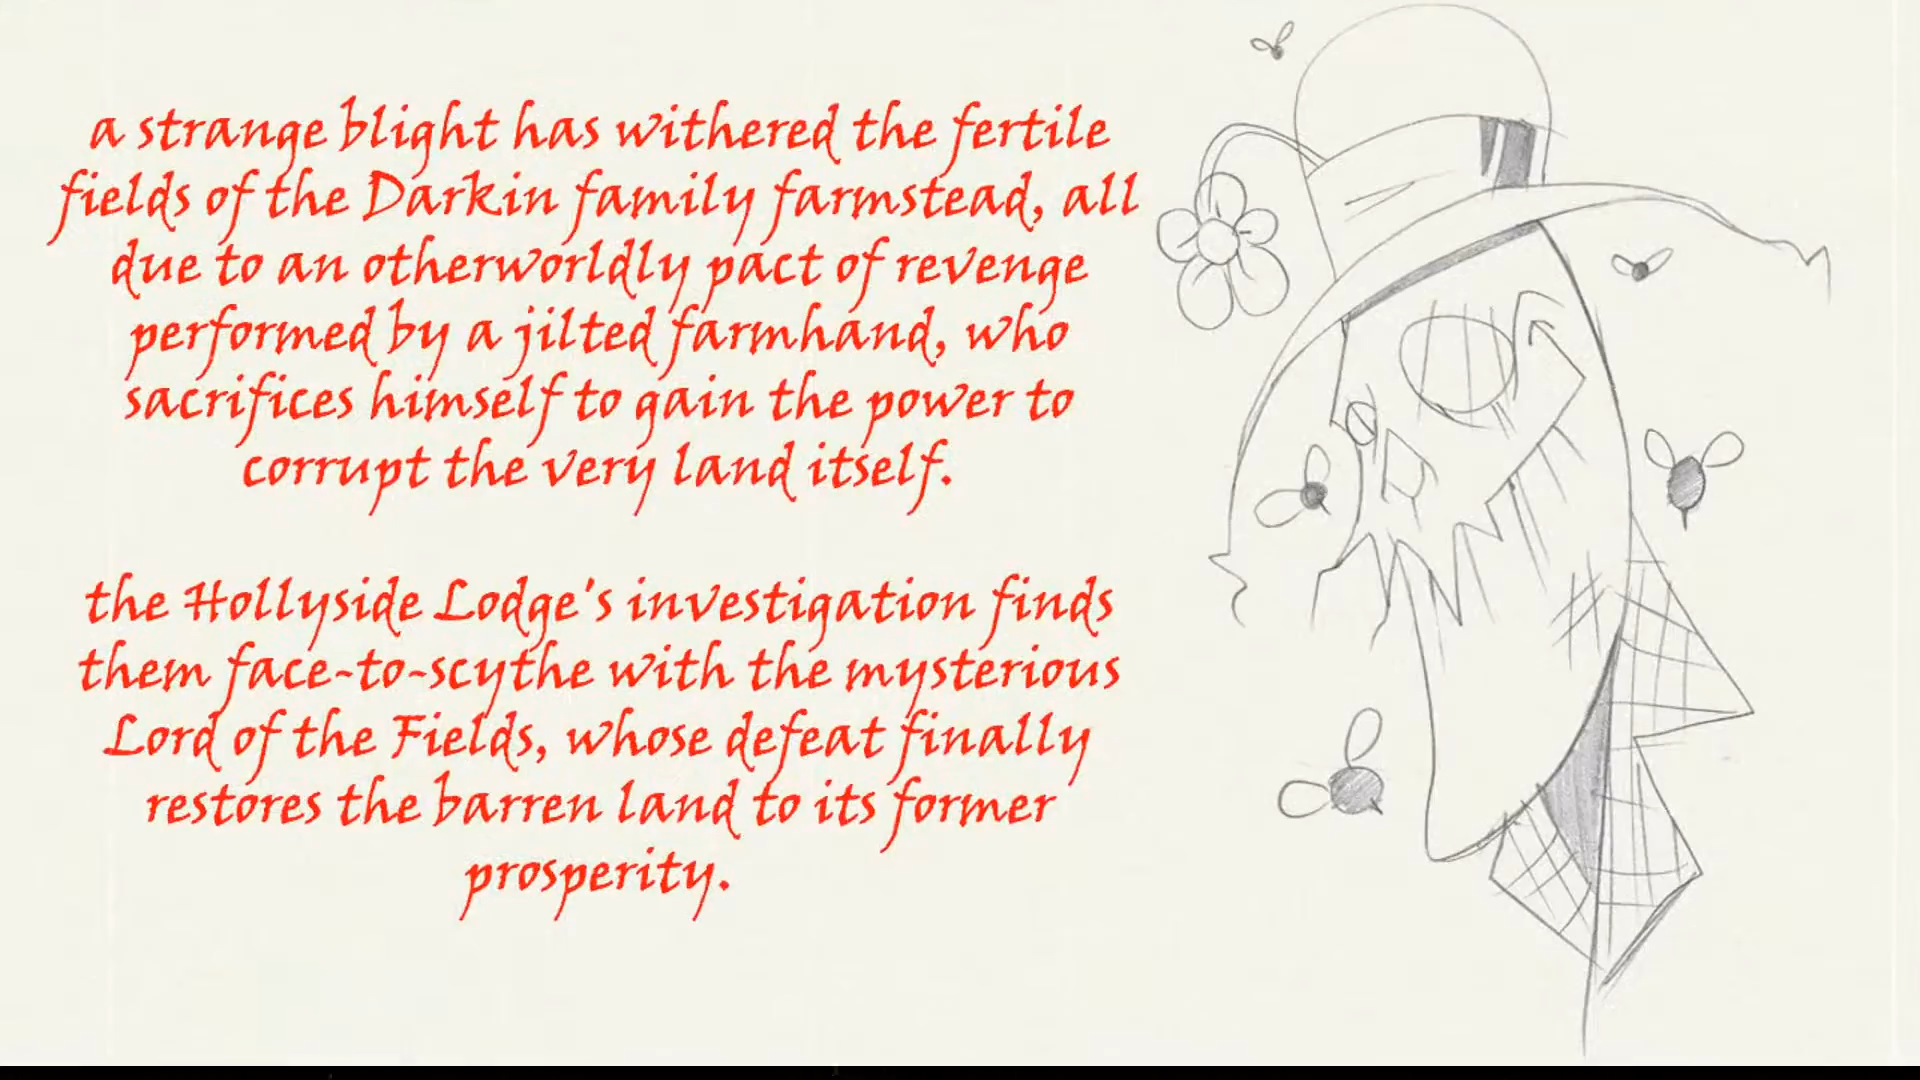 a strange blight has withered the fertile
fields of the Darkin family farmstead, all
due to an otherworldly pact of revenge
performed by a jilted farmhand, who
sacrifices himself to gain the power to
corrupt the very land itself.
the Hollyside Lodge's investigation finds
them face-to-scythe with the mysterious
Lord of the Fields, whose defeat finally
restores the barren land to its former
prosperity.